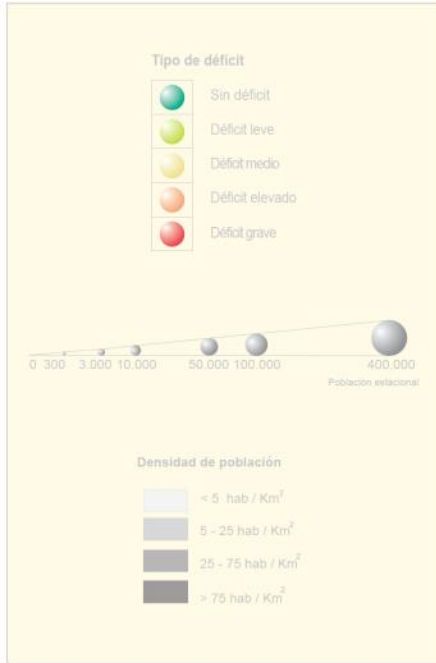 Tipo de déficit
Sin déficit
Déficit leve
Déficit medio
Déficit elevado
Déficit grave
0 300 3.000 10.000 50.000 100.000 400.000
Población estacional
Densidad de población
< 5 hab / Km²
5 - 25 hab / Km²
25 - 75 hab / Km²
> 75 hab / Km²